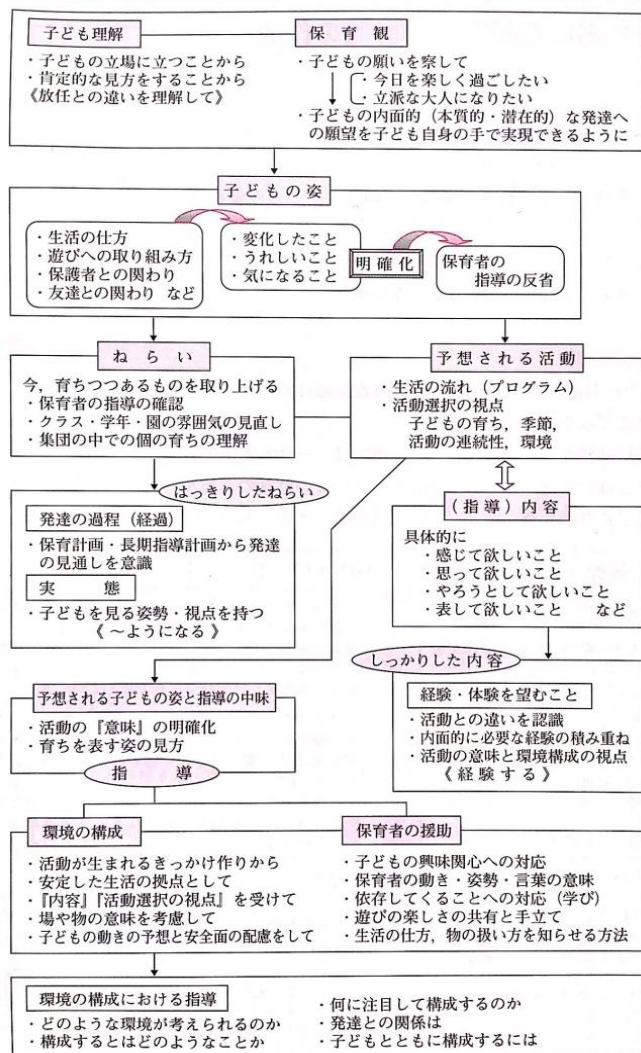 子ども理解
・子どもの立場に立つことから
・肯定的な見方をすることから
《放任との違いを理解して》
保育観
・子どもの願いを察して
・今日を楽しく過ごしたい
・立派な大人になりたい
・子どもの内面的（本質的・潜在的）な発達へ
の願望を子ども自身の手で実現できるように
子どもの姿
・生活の仕方
・遊びへの取り組み方
・保護者との関わり
・友達との関わり など
・変化したこと
・うれしいこと
・気になること
明確化
保育者の
指導の反省
ねらい
今，育ちつつあるものを取り上げる
・保育者の指導の確認
・クラス・学年・園の雰囲気の見直し
・集団の中での個の育ちの理解
予想される活動
・生活の流れ（プログラム）
・活動選択の視点
子どもの育ち，季節，
活動の連続性，環境
はっきりしたねらい
発達の過程（経過）
・保育計画・長期指導計画から発達
の見通しを意識
実態
・子どもを見る姿勢・視点を持つ
《～ようになる》
（指導）内容
具体的に
・感じて欲しいこと
・思って欲しいこと
・やろうとして欲しいこと
・表して欲しいこと など
しっかりした内容
経験・体験を望むこと
・活動との違いを認識
・内面的に必要な経験の積み重ね
・活動の意味と環境構成の視点
《経験する》
予想される子どもの姿と指導の中味
・活動の『意味』の明確化
・育ちを表す姿の見方
指導
環境の構成
・活動が生まれるきっかけ作りから
・安定した生活の拠点として
・『内容』『活動選択の視点』を受けて
・場や物の意味を考慮して
・子どもの動きの予想と安全面の配慮をして
保育者の援助
・子どもの興味関心への対応
・保育者の動き・姿勢・言葉の意味
・依存してくることへの対応（学び）
・遊びの楽しさの共有と手立て
・生活の仕方，物の扱い方を知らせる方法
環境の構成における指導
・どのような環境が考えられるのか
・構成するとはどのようなことか
・何に注目して構成するのか
・発達との関係は
・子どもとともに構成するには